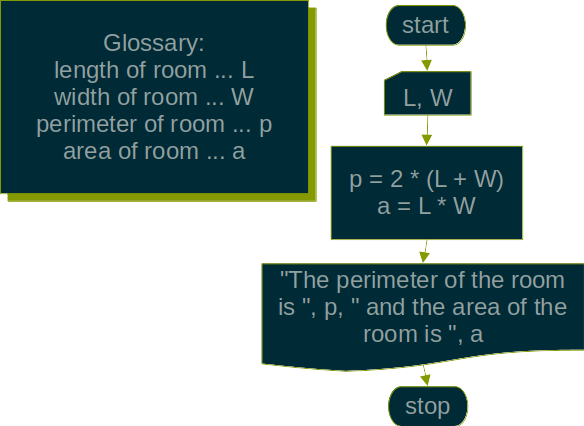 Glossary:
length of room ... L
width of room ... W
perimeter of room ... p
area of room ... a
start
L, W
p = 2 * (L + W)
a = L * W
"The perimeter of the room
is ", p, " and the area of the
room is ", a
stop